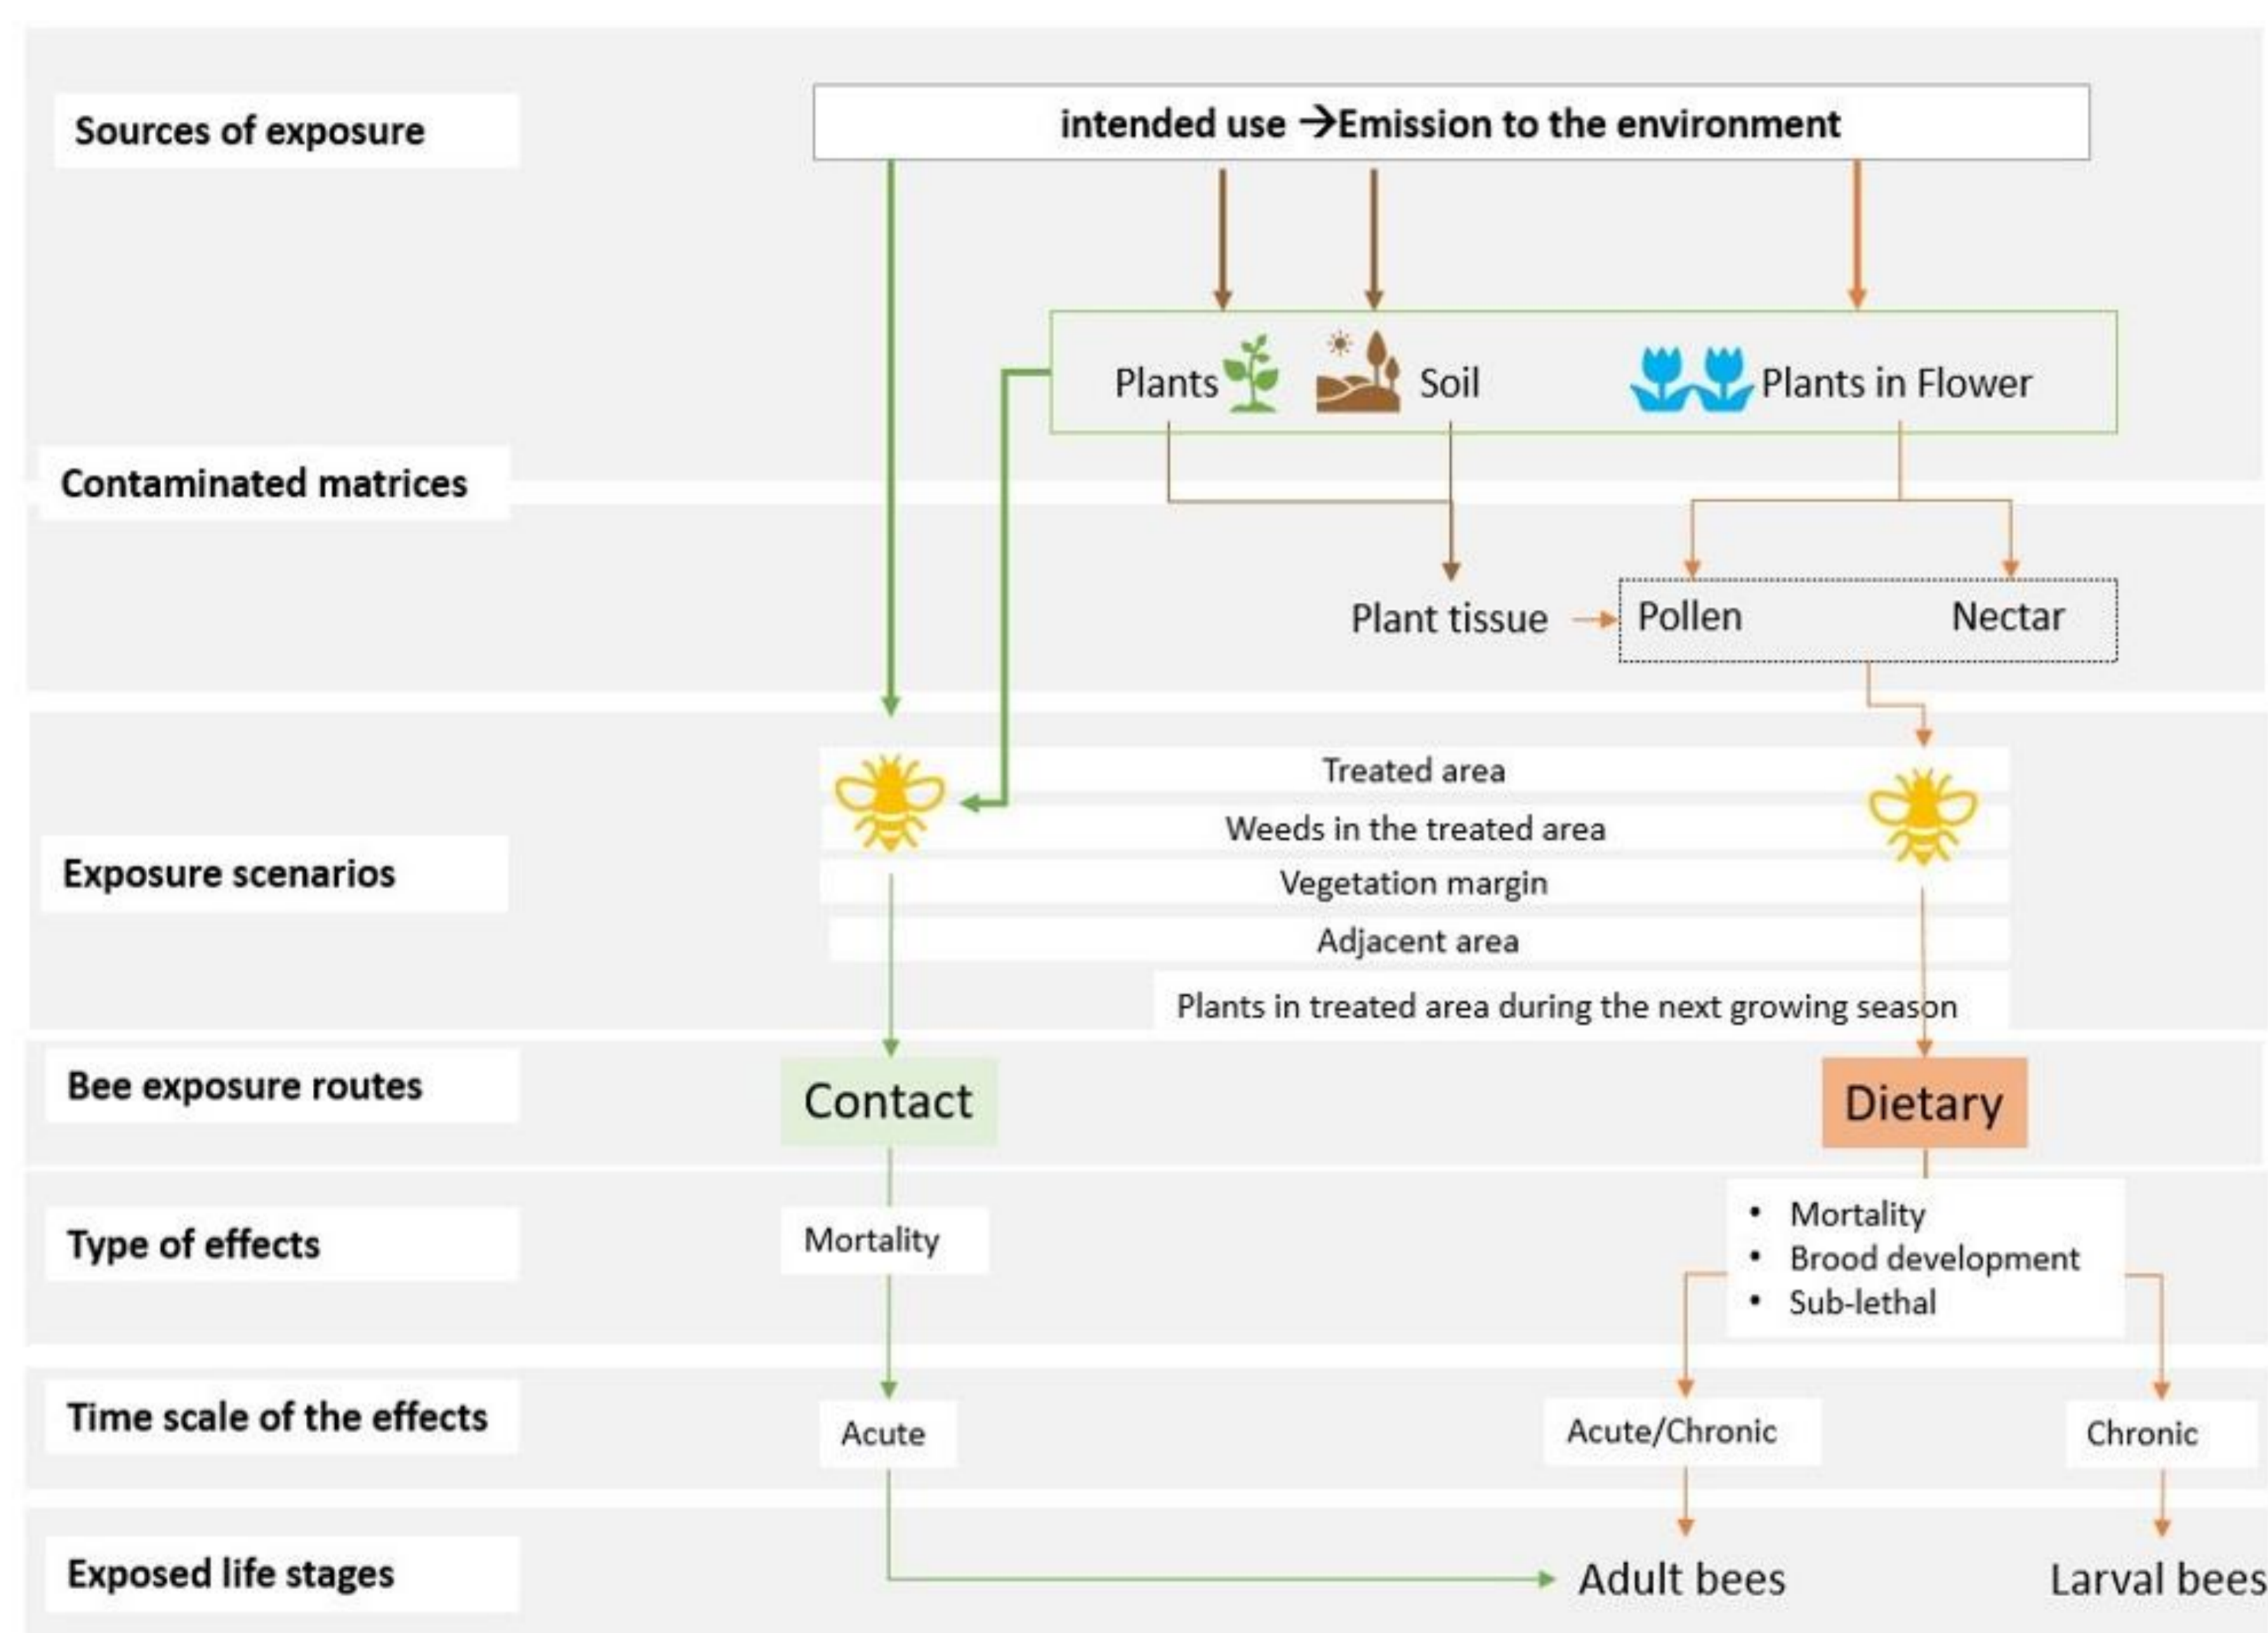 Sources of exposure
intended use →Emission to the environment
Plants
Soil
Plants in Flower
Contaminated matrices
Plant tissue
Pollen
Nectar
Exposure scenarios
Treated area
Weeds in the treated area
Vegetation margin
Adjacent area
Plants in treated area during the next growing season
Bee exposure routes
Contact
Dietary
Type of effects
Mortality
• Mortality
• Brood development
• Sub-lethal
Time scale of the effects
Acute
Acute/Chronic
Chronic
Exposed life stages
Adult bees
Larval bees